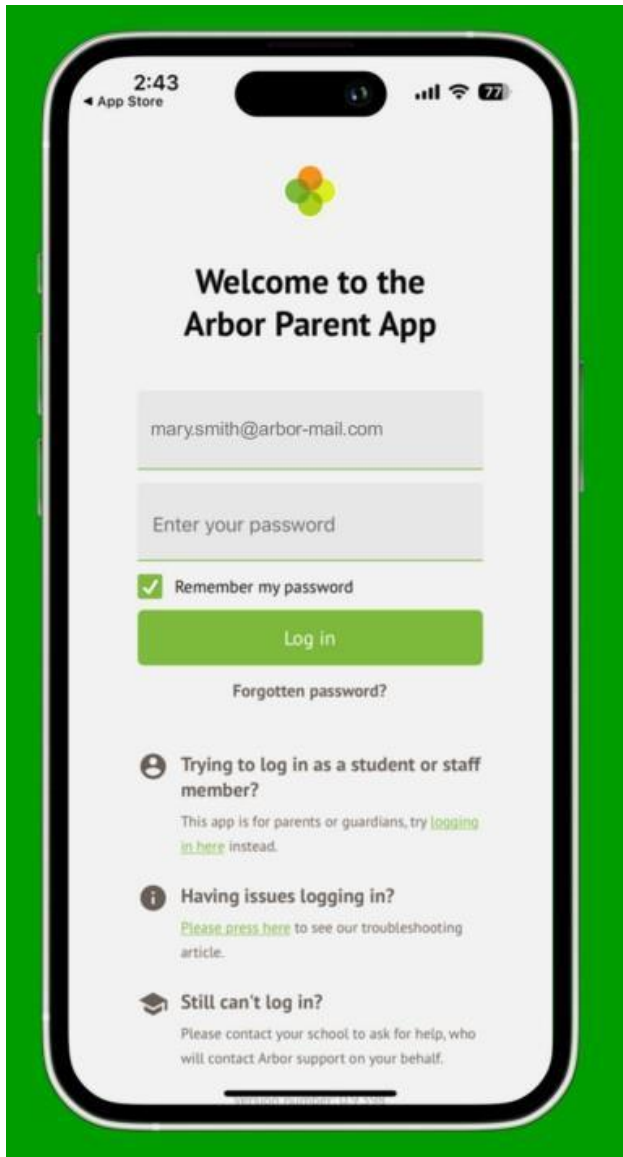 2:43
77
◄ App Store
Welcome to the
Arbor Parent App
mary.smith@arbor-mail.com
Enter your password
Remember my password
Log in
Forgotten password?
Trying to log in as a student or staff
member?
This app is for parents or guardians, try logging
in here instead.
Having issues logging in?
Please press here to see our troubleshooting
article.
Still can't log in?
Please contact your school to ask for help, who
will contact Arbor support on your behalf.